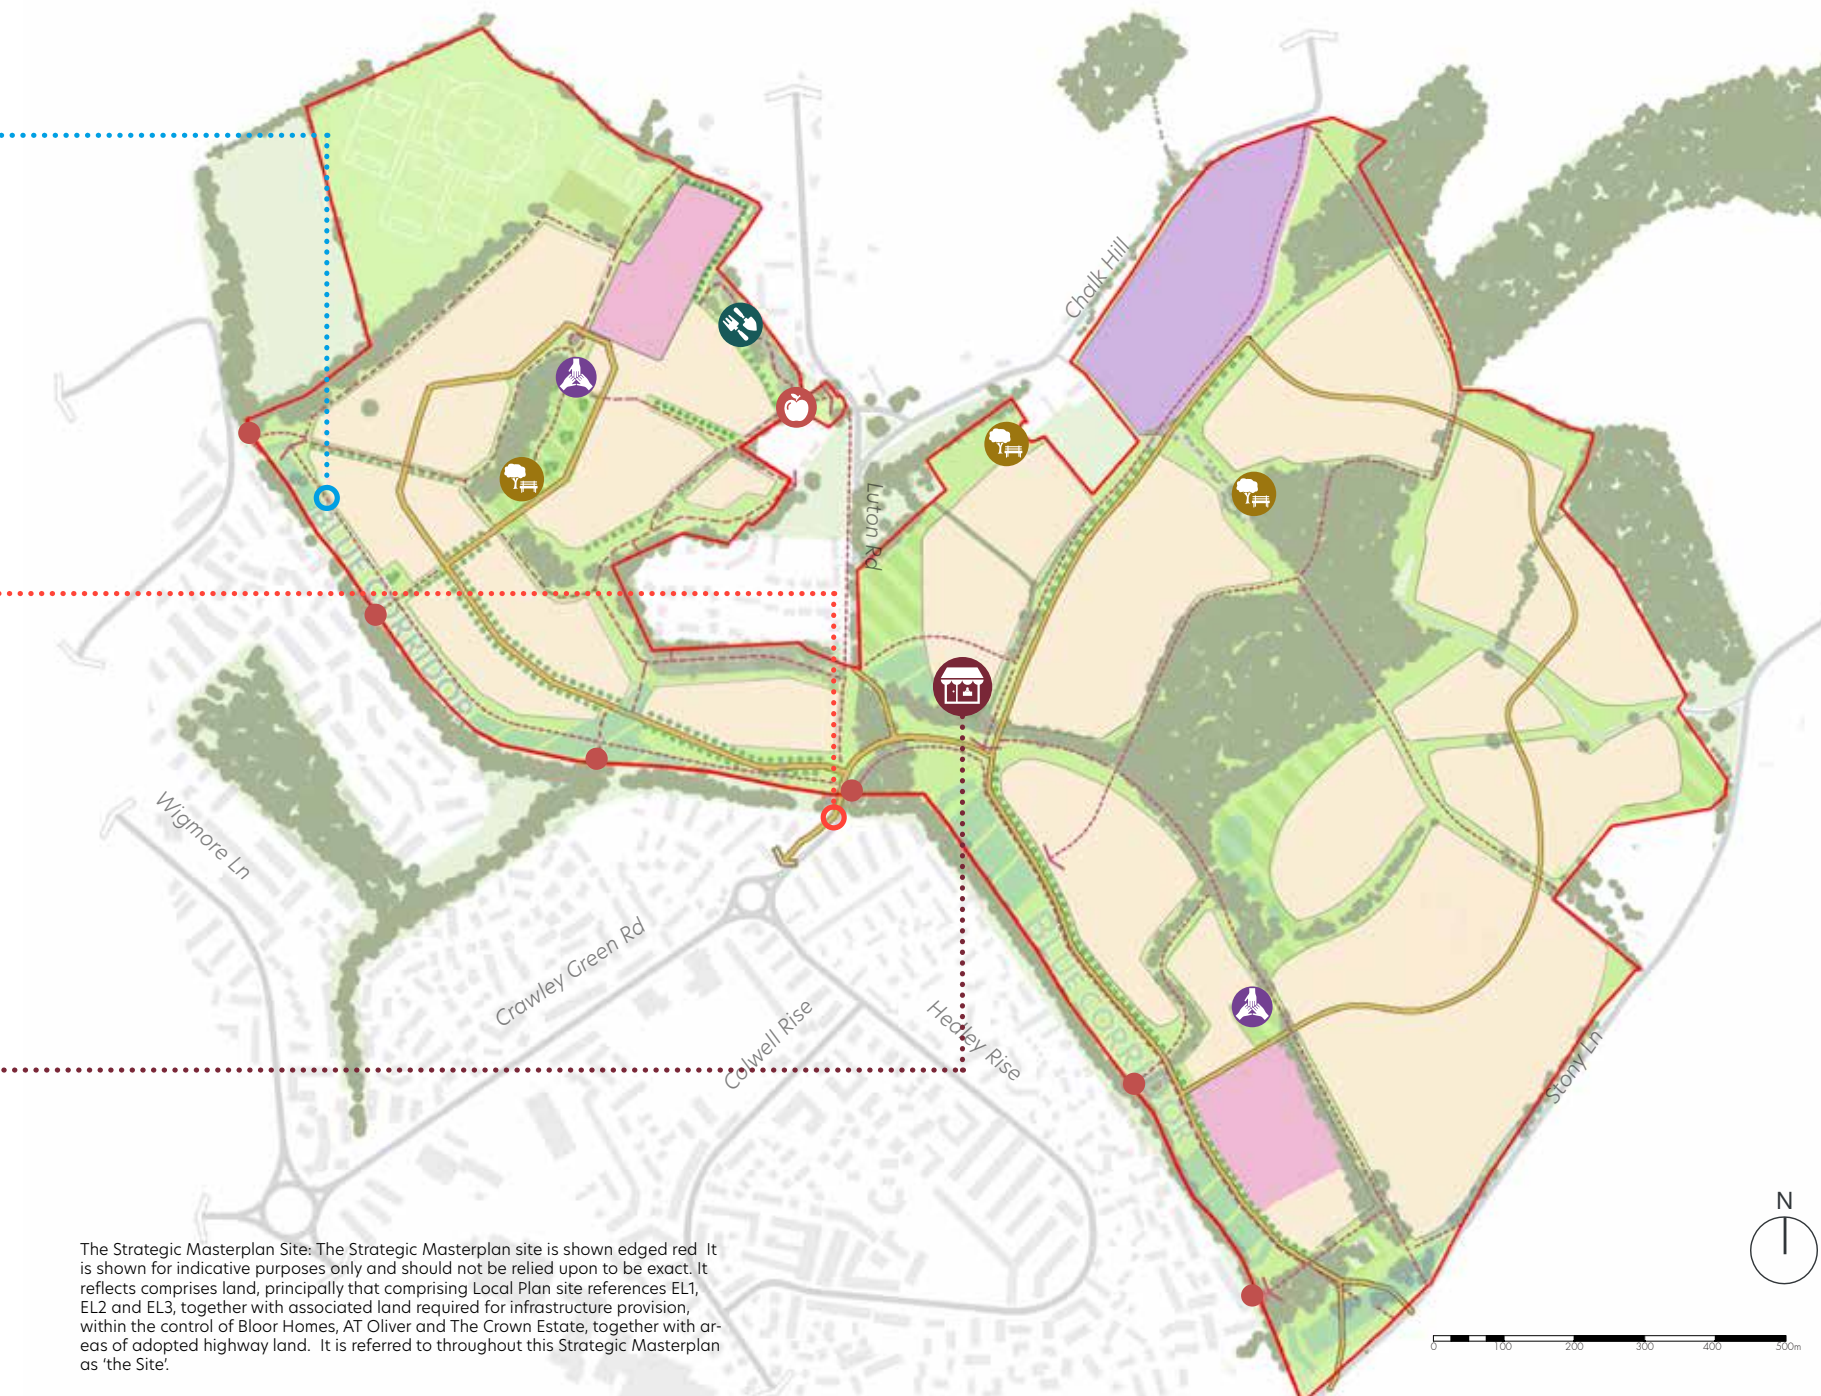 Chalk Hill
Luton Rd
BLUE CORRIDOR
Wigmore Ln
Crawley Green Rd
Colwell Rise
Hedley Rise
BLUE CORRIDOR
Stony Ln
N
0 100 200 300 400 500m
The Strategic Masterplan Site: The Strategic Masterplan site is shown edged red It
is shown for indicative purposes only and should not be relied upon to be exact. It
reflects comprises land, principally that comprising Local Plan site references EL1,
EL2 and EL3, together with associated land required for infrastructure provision,
within the control of Bloor Homes, AT Oliver and The Crown Estate, together with ar-
eas of adopted highway land. It is referred to throughout this Strategic Masterplan
as ‘the Site’.